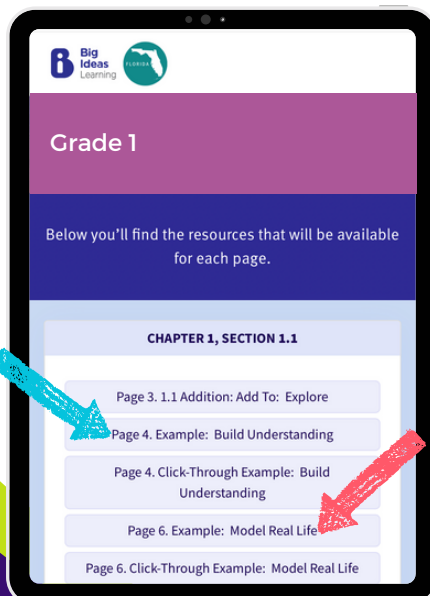 Big
Ideas
Learning
FLORIDA
Grade 1
Below you'll find the resources that will be available
for each page.
CHAPTER 1, SECTION 1.1
Page 3. 1.1 Addition: Add To: Explore
Page 4. Example: Build Understanding
Page 4. Click-Through Example: Build
Understanding
Page 6. Example: Model Real Life
Page 6. Click-Through Example: Model Real Life